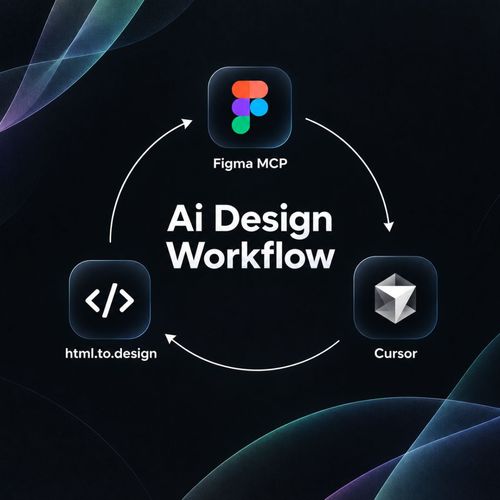 Figma MCP
Ai Design
Workflow
</>
html.to.design
Cursor